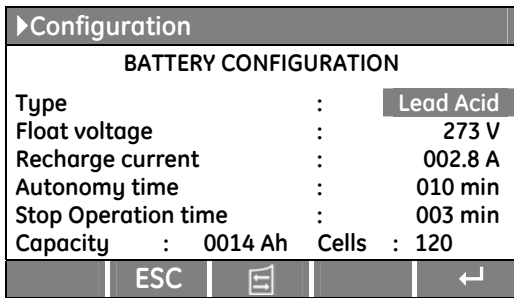 Configuration
BATTERY CONFIGURATION
Type : Lead Acid
Float voltage : 273 V
Recharge current : 002.8 A
Autonomy time : 010 min
Stop Operation time : 003 min
Capacity : 0014 Ah Cells : 120
ESC